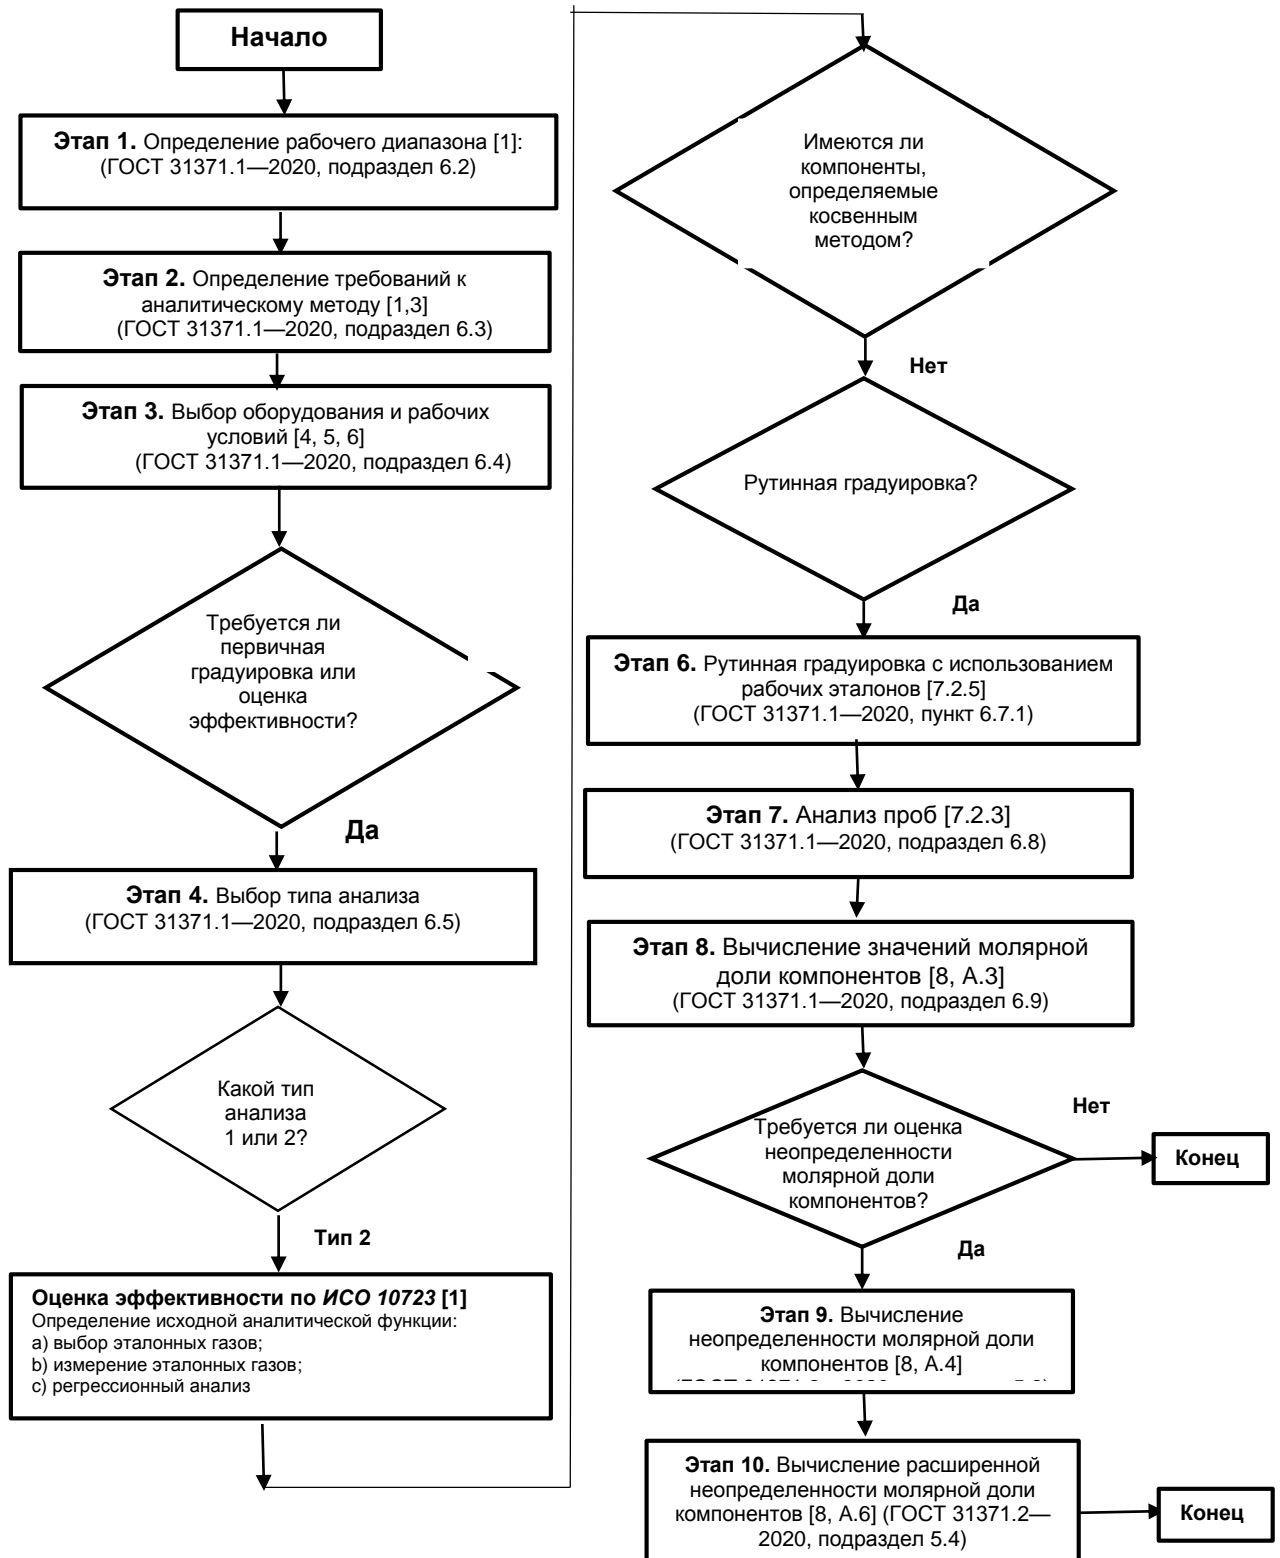 Начало
Этап 1. Определение рабочего диапазона [1]:
(ГОСТ 31371.1—2020, подраздел 6.2)
Этап 2. Определение требований к
аналитическому методу [1,3]
(ГОСТ 31371.1—2020, подраздел 6.3)
Этап 3. Выбор оборудования и рабочих
условий [4, 5, 6]
(ГОСТ 31371.1—2020, подраздел 6.4)
Требуется ли
первичная
градуировка или
оценка
эффективности?
Да
Этап 4. Выбор типа анализа
(ГОСТ 31371.1—2020, подраздел 6.5)
Какой тип
анализа
1 или 2?
Тип 2
Оценка эффективности по ИСО 10723 [1]
Определение исходной аналитической функции:
a) выбор эталонных газов;
b) измерение эталонных газов;
c) регрессионный анализ
Имеются ли
компоненты,
определяемые
косвенным
методом?
Нет
Рутинная градуировка?
Да
Этап 6. Рутинная градуировка с использованием
рабочих эталонов [7.2.5]
(ГОСТ 31371.1—2020, пункт 6.7.1)
Этап 7. Анализ проб [7.2.3]
(ГОСТ 31371.1—2020, подраздел 6.8)
Этап 8. Вычисление значений молярной
доли компонентов [8, А.3]
(ГОСТ 31371.1—2020, подраздел 6.9)
Требуется ли оценка
неопределенности
молярной доли
компонентов?
Нет
Конец
Да
Этап 9. Вычисление
неопределенности молярной доли
компонентов [8, А.4]
Этап 10. Вычисление расширенной
неопределенности молярной доли
компонентов [8, А.6] (ГОСТ 31371.2—
2020, подраздел 5.4)
Конец